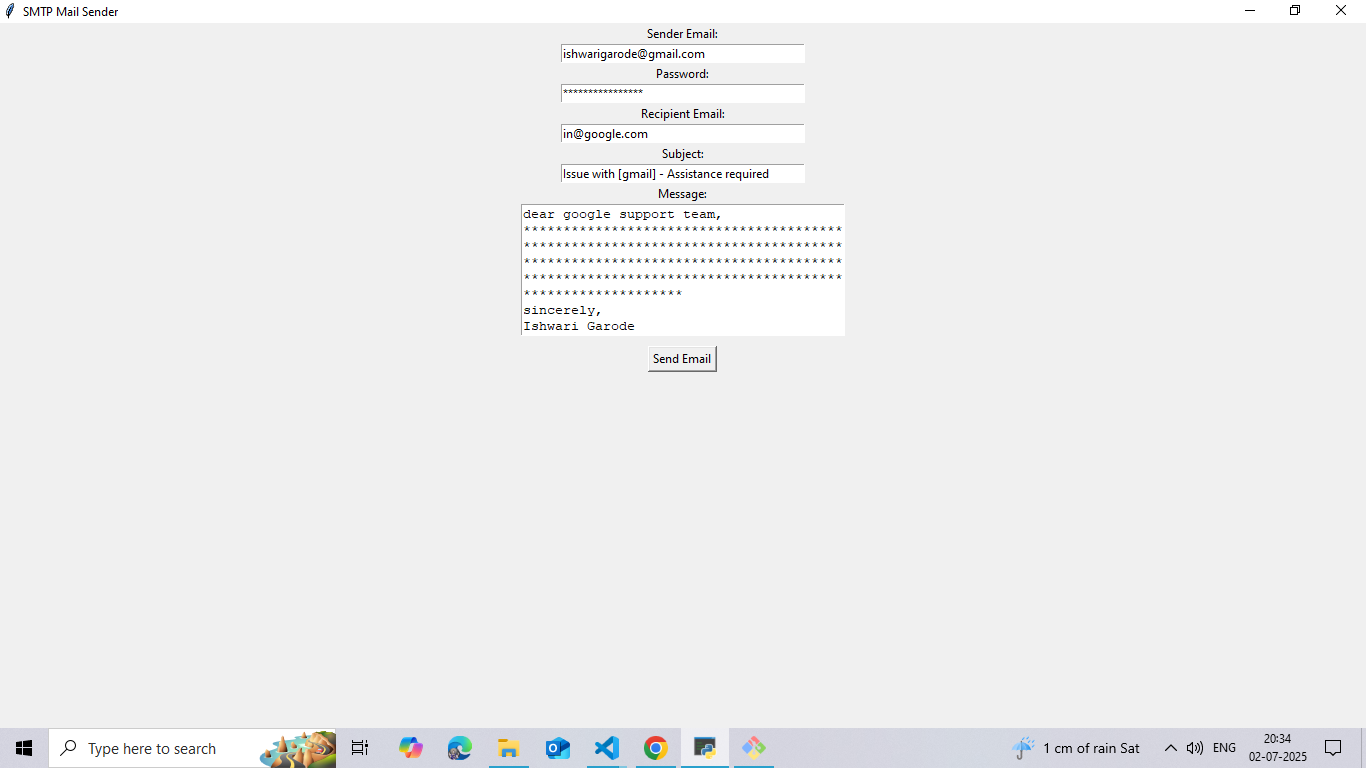 SMTP Mail Sender
Sender Email:
ishwarigarode@gmail.com
Password:
****************
Recipient Email:
in@google.com
Subject:
Issue with [gmail] - Assistance required
Message:
dear google support team,
****************************************
****************************************
****************************************
****************************************
********************
sincerely,
Ishwari Garode
Send Email
Type here to search
1 cm of rain Sat
ENG
20:34
02-07-2025